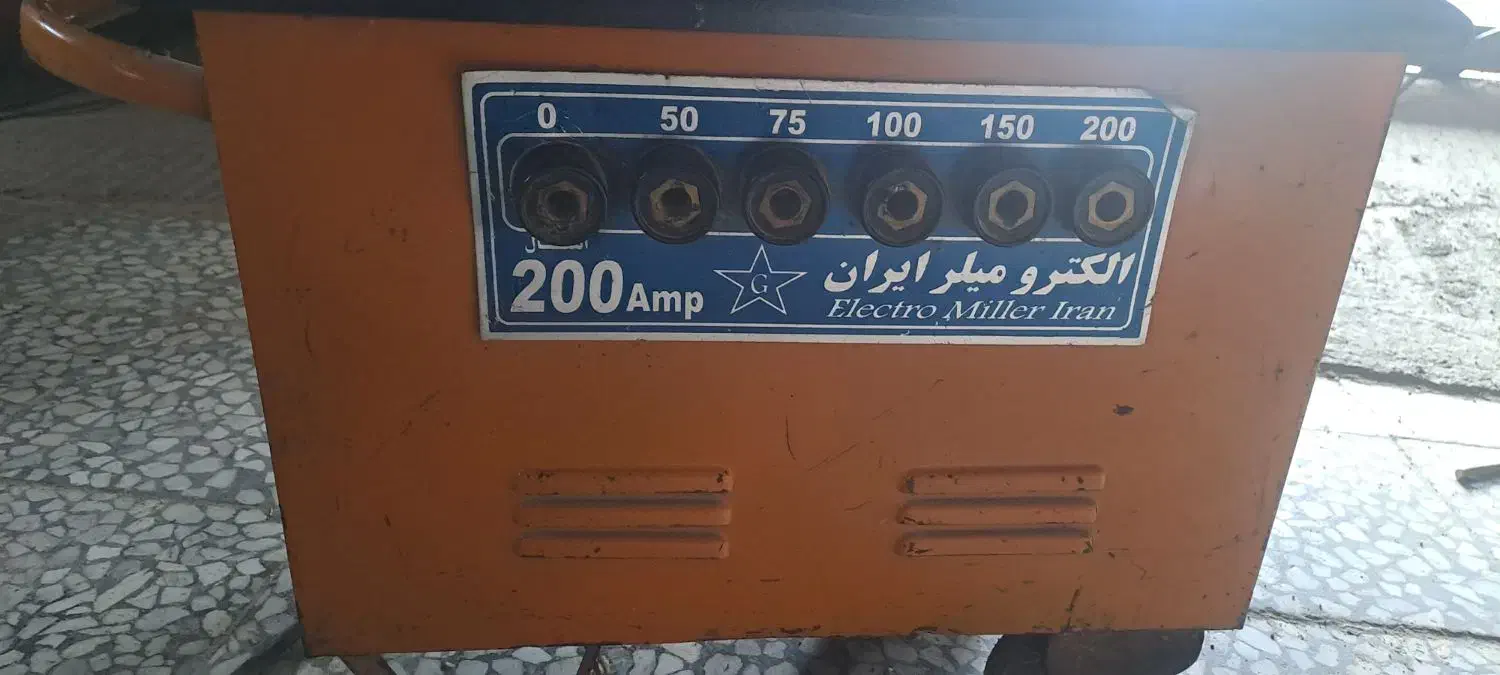 0 50 75 100 150 200
200 Amp
G
الکترو میلر ایران
Electro Miller Iran